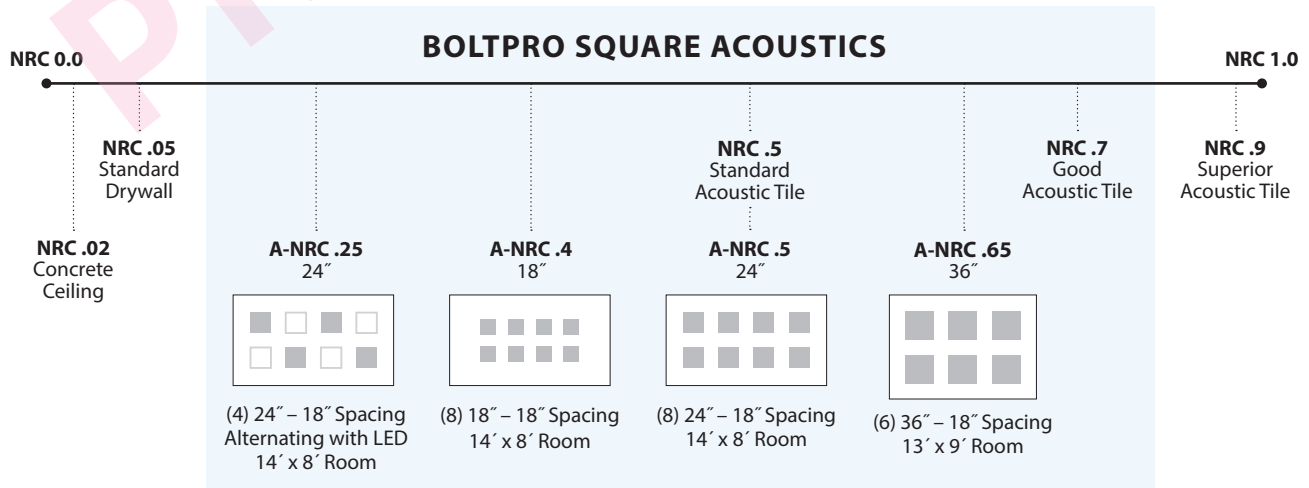 BOLTPRO SQUARE ACOUSTICS
NRC 0.0
NRC 1.0
NRC .05
Standard
Drywall
NRC .5
Standard
Acoustic Tile
NRC .7
Good
Acoustic Tile
NRC .9
Superior
Acoustic Tile
NRC .02
Concrete
Ceiling
A-NRC .25
24˝
A-NRC .4
18˝
A-NRC .5
24˝
A-NRC .65
36˝
(4) 24˝ – 18˝ Spacing
Alternating with LED
14´ x 8´ Room
(8) 18˝ – 18˝ Spacing
14´ x 8´ Room
(8) 24˝ – 18˝ Spacing
14´ x 8´ Room
(6) 36˝ – 18˝ Spacing
13´ x 9´ Room